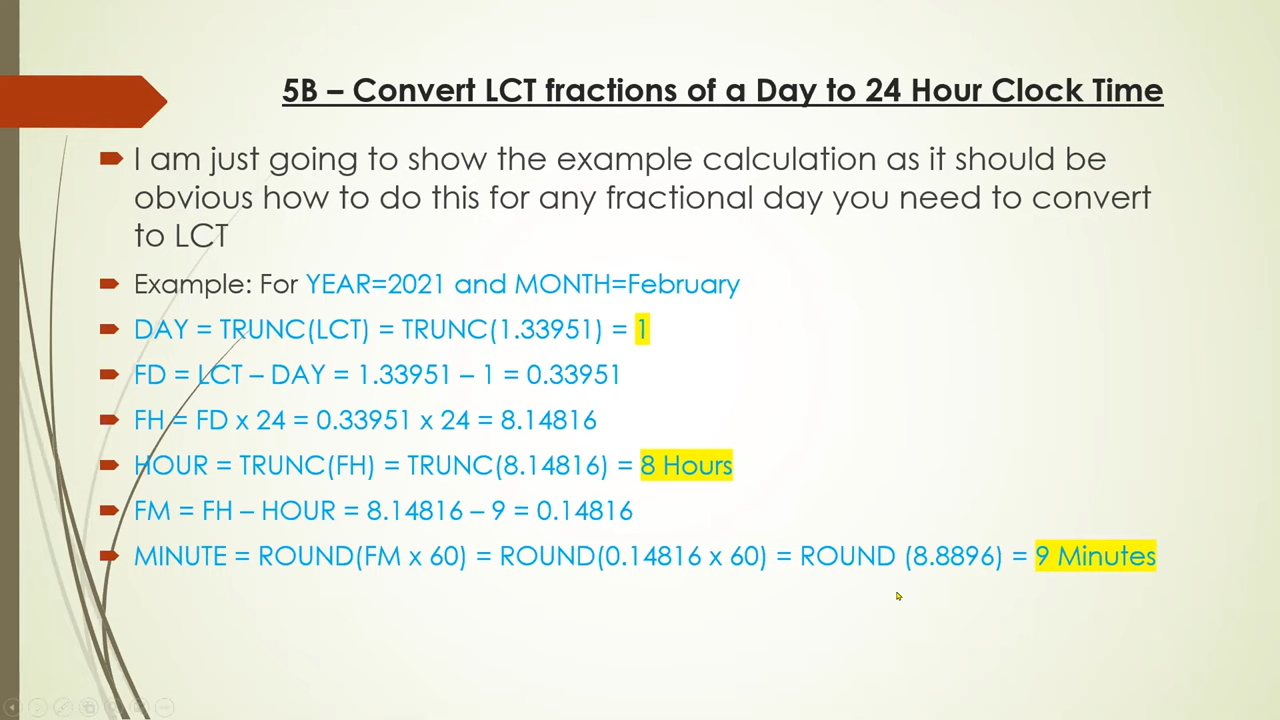 5B – Convert LCT fractions of a Day to 24 Hour Clock Time
I am just going to show the example calculation as it should be
obvious how to do this for any fractional day you need to convert
to LCT
Example: For YEAR=2021 and MONTH=February
DAY = TRUNC(LCT) = TRUNC(1.33951) = 1
FD = LCT – DAY = 1.33951 – 1 = 0.33951
FH = FD x 24 = 0.33951 x 24 = 8.14816
HOUR = TRUNC(FH) = TRUNC(8.14816) = 8 Hours
FM = FH – HOUR = 8.14816 – 9 = 0.14816
MINUTE = ROUND(FM x 60) = ROUND(0.14816 x 60) = ROUND (8.8896) = 9 Minutes